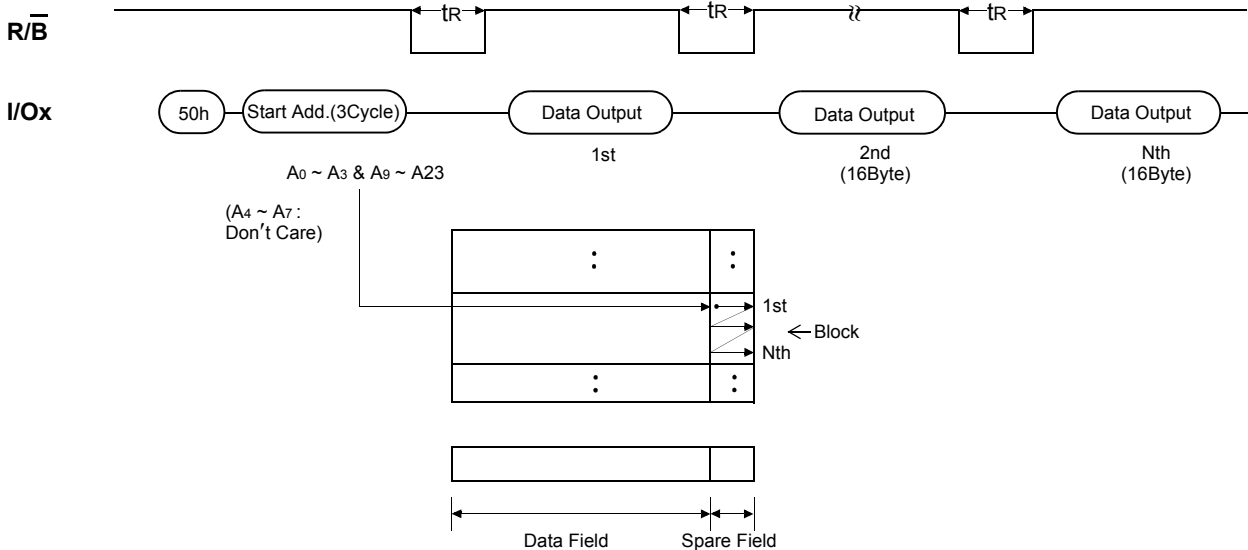 tR tR ≈ tR
R/B̅
I/Ox 50h Start Add.(3Cycle) Data Output Data Output Data Output
1st 2nd Nth
(16Byte) (16Byte)
A0 ~ A3 & A9 ~ A23
(A4 ~ A7 :
Don't Care)
1st
Block
Nth
Data Field Spare Field